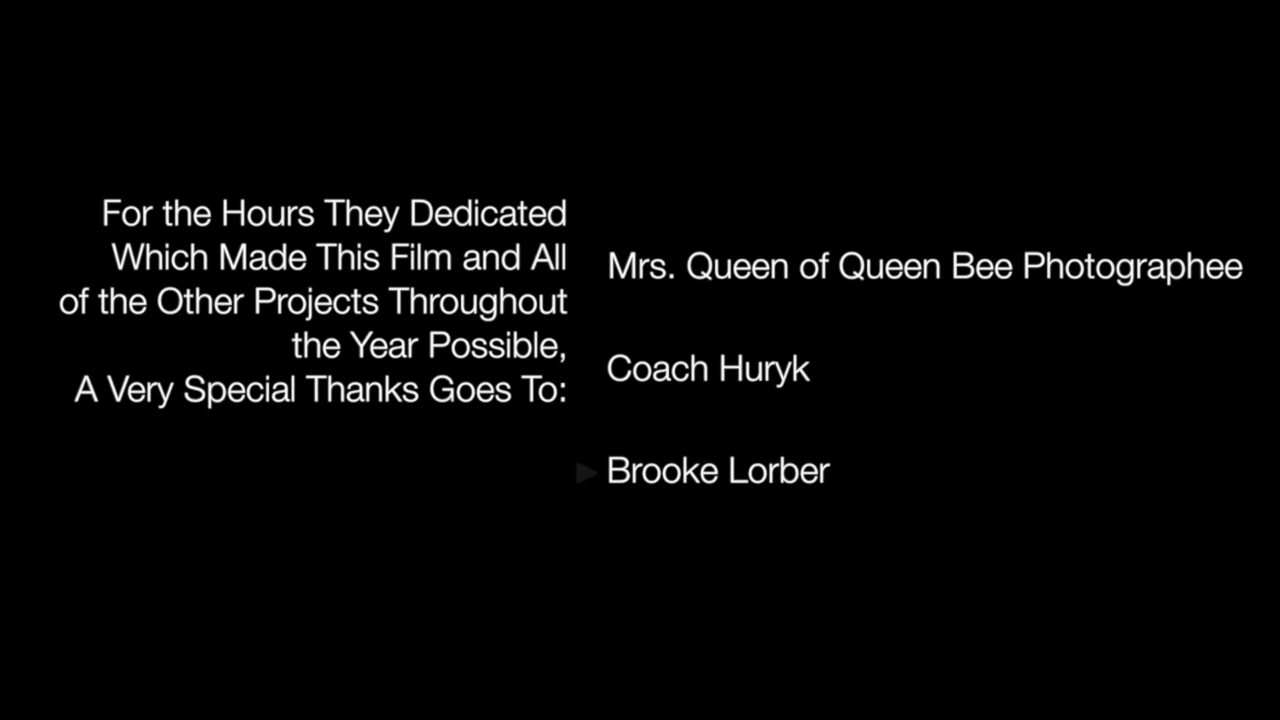 For the Hours They Dedicated
Which Made This Film and All
of the Other Projects Throughout
the Year Possible,
A Very Special Thanks Goes To:
Mrs. Queen of Queen Bee Photographee
Coach Huryk
Brooke Lorber